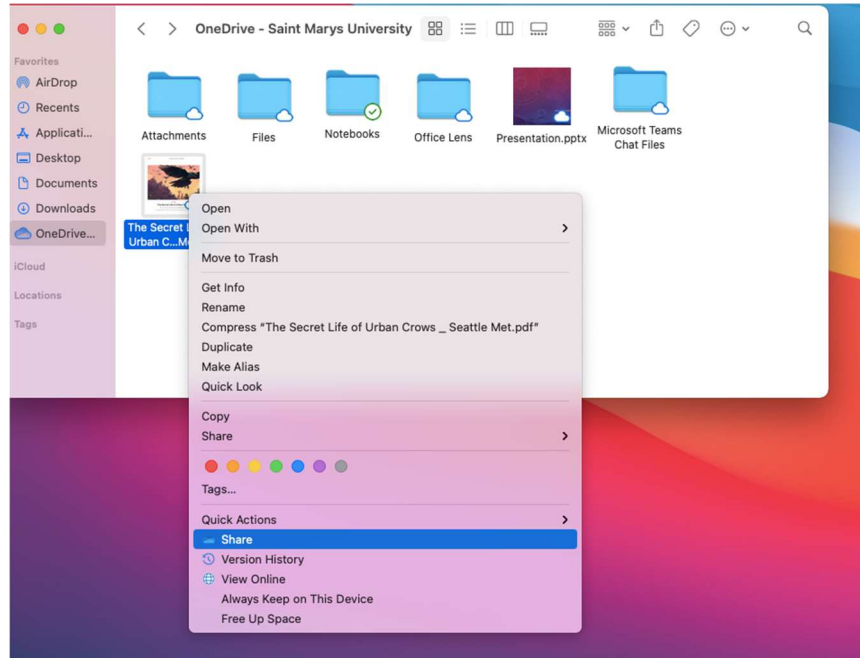 OneDrive - Saint Marys University
Favorites
AirDrop
Recents
Applicati...
Desktop
Documents
Downloads
OneDrive...
iCloud
Locations
Tags
Attachments
Files
Notebooks
Office Lens
Presentation.pptx
Microsoft Teams
Chat Files
The Secret
Urban C...M
Open
Open With
Move to Trash
Get Info
Rename
Compress “The Secret Life of Urban Crows _ Seattle Met.pdf”
Duplicate
Make Alias
Quick Look
Copy
Share
Tags...
Quick Actions
Share
Version History
View Online
Always Keep on This Device
Free Up Space